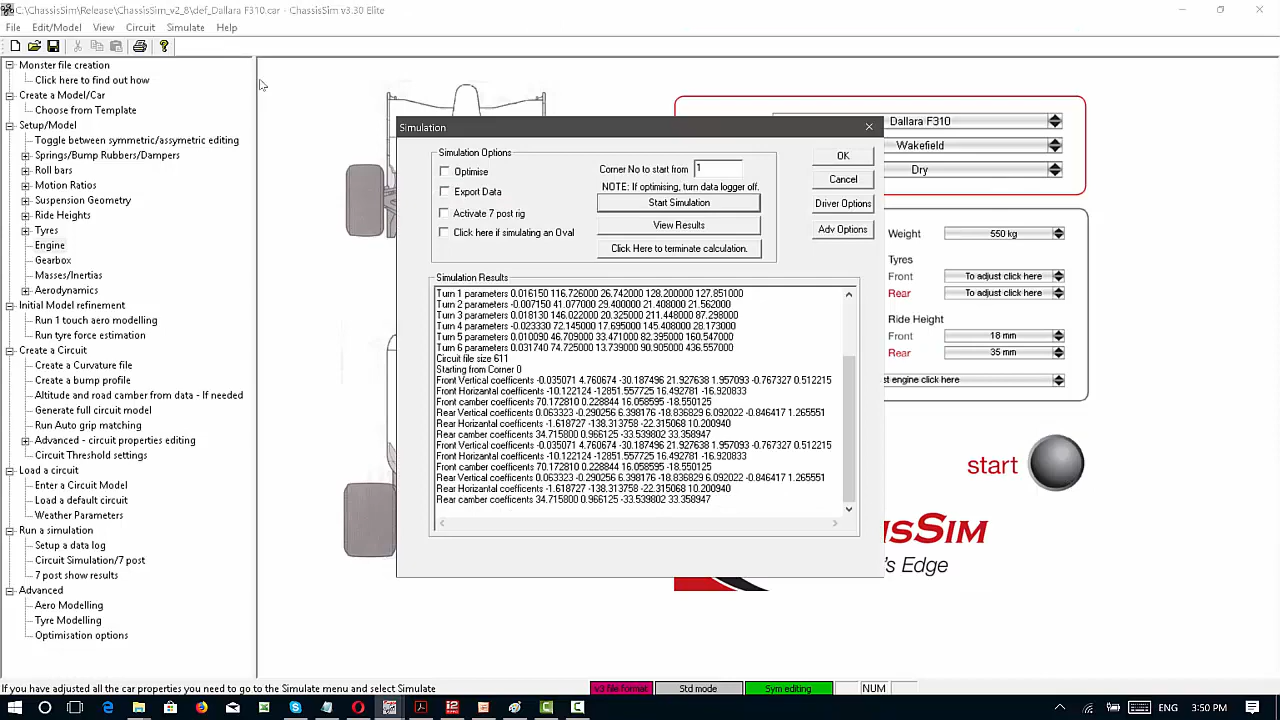 C:\ChassisSim\Release\ChassisSim_v2_8\def_Dallara F310.car - ChassisSim v3.30 Elite
File Edit/Model View Circuit Simulate Help
Monster file creation
Click here to find out how
Create a Model/Car
Choose from Template
Setup/Model
Toggle between symmetric/assymetric editing
Springs/Bump Rubbers/Dampers
Roll bars
Motion Ratios
Suspension Geometry
Ride Heights
Tyres
Engine
Gearbox
Masses/Inertias
Aerodynamics
Initial Model refinement
Run 1 touch aero modelling
Run tyre force estimation
Create a Circuit
Create a Curvature file
Create a bump profile
Altitude and road camber from data - If needed
Generate full circuit model
Run Auto grip matching
Advanced - circuit properties editing
Circuit Threshold settings
Load a circuit
Enter a Circuit Model
Load a default circuit
Weather Parameters
Run a simulation
Setup a data log
Circuit Simulation/7 post
7 post show results
Advanced
Aero Modelling
Tyre Modelling
Optimisation options
Simulation
Simulation Options
Optimise
Export Data
Activate 7 post rig
Click here if simulating an Oval
Corner No to start from 1
NOTE: If optimising, turn data logger off.
Start Simulation
View Results
Click Here to terminate calculation.
OK
Cancel
Driver Options
Adv Options
Simulation Results
Turn 1 parameters 0.016150 116.726000 26.742000 128.200000 127.851000
Turn 2 parameters -0.007150 41.077000 29.400000 21.408000 21.562000
Turn 3 parameters 0.018130 146.022000 20.325000 211.448000 87.298000
Turn 4 parameters -0.023330 72.145000 17.695000 145.408000 28.173000
Turn 5 parameters 0.010090 46.709000 33.471000 82.395000 160.547000
Turn 6 parameters 0.031740 74.725000 13.739000 90.905000 436.557000
Circuit file size 611
Starting from Corner 0
Front Vertical coefficents -0.035071 4.760674 -30.187496 21.927638 1.957093 -0.767327 0.512215
Front Horizantal coefficents -10.122124 -12851.557725 16.492781 -16.920833
Front camber coefficents 70.172810 0.228844 16.058595 -18.550125
Rear Vertical coefficents 0.063323 -0.290256 6.398176 -18.836829 6.092022 -0.846417 1.265551
Rear Horizantal coefficents -1.618727 -138.313757 -22.315068 10.200940
Rear camber coefficents 34.715800 0.966125 -33.539802 33.358947
Front Vertical coefficents -0.035071 4.760674 -30.187496 21.927638 1.957093 -0.767327 0.512215
Front Horizantal coefficents -10.122124 -12851.557725 16.492781 -16.920833
Front camber coefficents 70.172810 0.228844 16.058595 -18.550125
Rear Vertical coefficents 0.063323 -0.290256 6.398176 -18.836829 6.092022 -0.846417 1.265551
Rear Horizantal coefficents -1.618727 -138.313757 -22.315068 10.200940
Rear camber coefficents 34.715800 0.966125 -33.539802 33.358947
Dallara F310
Wakefield
Dry
Weight 550 kg
Tyres
Front To adjust click here
Rear To adjust click here
Ride Height
Front 18 mm
Rear 35 mm
st engine click here
start
isSim
's Edge
If you have adjusted all the car properties you need to go to the Simulate menu and select Simulate
v3 file format Std mode Sym editing NUM
ENG 3:50 PM